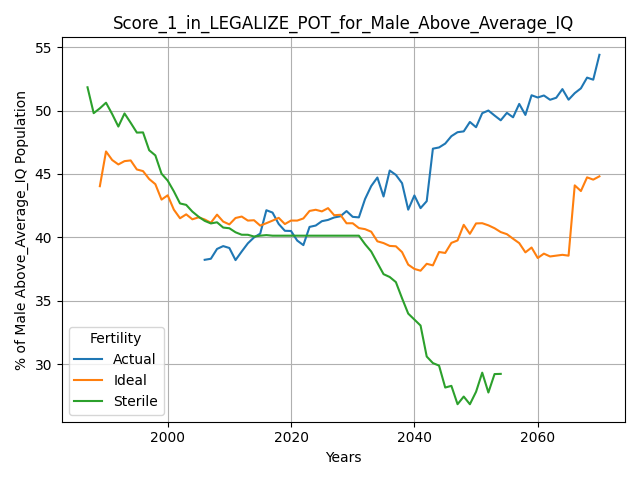 Score_1_in_LEGALIZE_POT_for_Male_Above_Average_IQ
% of Male Above_Average_IQ Population
55
50
45
40
35
30
Fertility
Actual
Ideal
Sterile
2000 2020 2040 2060
Years